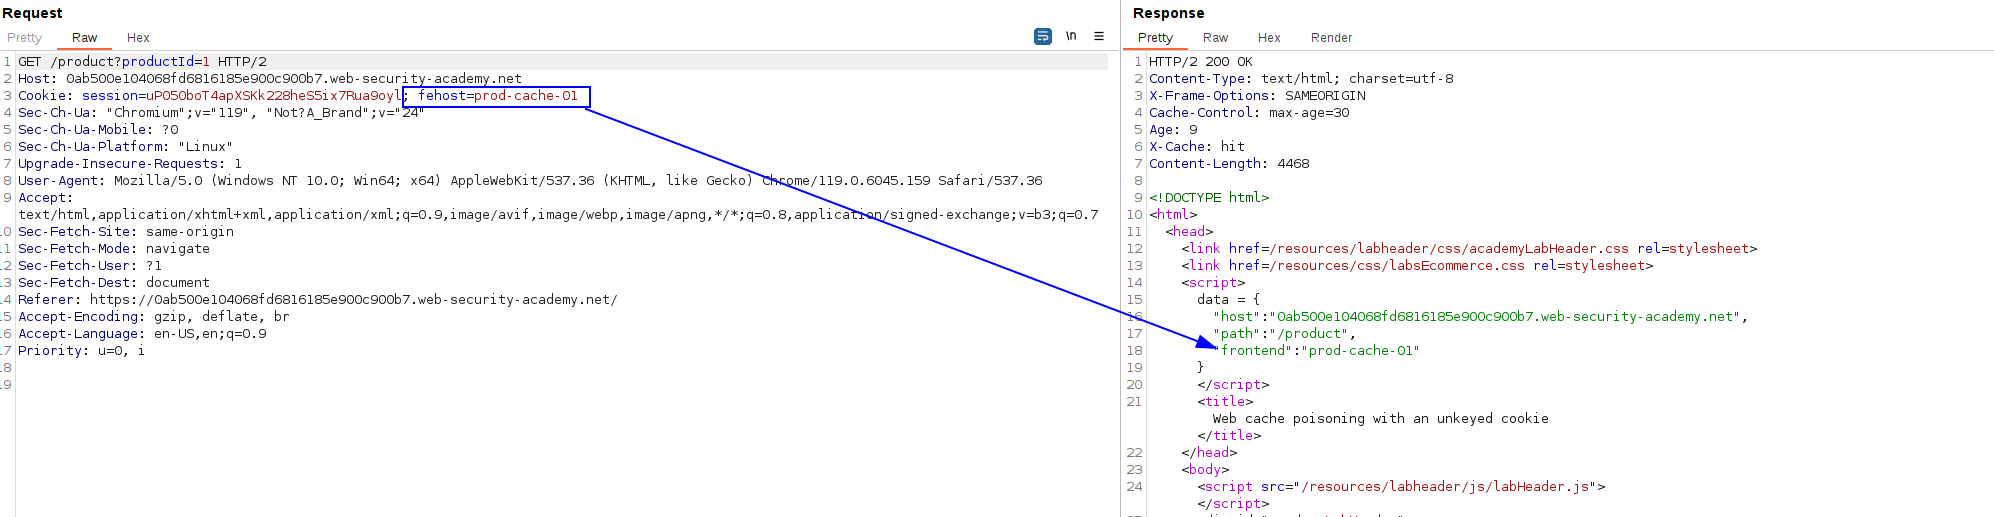 Request
Pretty Raw Hex \n
1 GET /product?productId=1 HTTP/2
2 Host: 0ab500e104068fd6816185e900c900b7.web-security-academy.net
3 Cookie: session=uP050boT4apXSKk228heS5ix7Rua9oyl; fehost=prod-cache-01
4 Sec-Ch-Ua: "Chromium";v="119", "Not?A_Brand";v="24"
5 Sec-Ch-Ua-Mobile: ?0
6 Sec-Ch-Ua-Platform: "Linux"
7 Upgrade-Insecure-Requests: 1
8 User-Agent: Mozilla/5.0 (Windows NT 10.0; Win64; x64) AppleWebKit/537.36 (KHTML, like Gecko) Chrome/119.0.6045.159 Safari/537.36
9 Accept:
text/html,application/xhtml+xml,application/xml;q=0.9,image/avif,image/webp,image/apng,*/*;q=0.8,application/signed-exchange;v=b3;q=0.7
10 Sec-Fetch-Site: same-origin
11 Sec-Fetch-Mode: navigate
12 Sec-Fetch-User: ?1
13 Sec-Fetch-Dest: document
14 Referer: https://0ab500e104068fd6816185e900c900b7.web-security-academy.net/
15 Accept-Encoding: gzip, deflate, br
16 Accept-Language: en-US,en;q=0.9
17 Priority: u=0, i
18
19
Response
Pretty Raw Hex Render
1 HTTP/2 200 OK
2 Content-Type: text/html; charset=utf-8
3 X-Frame-Options: SAMEORIGIN
4 Cache-Control: max-age=30
5 Age: 9
6 X-Cache: hit
7 Content-Length: 4468
8
9 <!DOCTYPE html>
10 <html>
11 <head>
12 <link href=/resources/labheader/css/academyLabHeader.css rel=stylesheet>
13 <link href=/resources/css/labsEcommerce.css rel=stylesheet>
14 <script>
15 data = {
16 "host":"0ab500e104068fd6816185e900c900b7.web-security-academy.net",
17 "path":"/product",
18 "frontend":"prod-cache-01"
19 }
20 </script>
21 <title>
Web cache poisoning with an unkeyed cookie
</title>
22 </head>
23 <body>
24 <script src="/resources/labheader/js/labHeader.js">
</script>